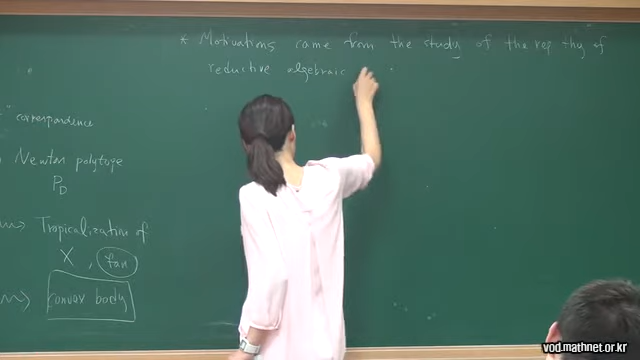 * Motivations came from the study of the rep thy of
reductive algebraic
" correspondence
Newton polytope
P_D
~> Tropicalization of
X, fan
~> convex body
vod.mathnet.or.kr